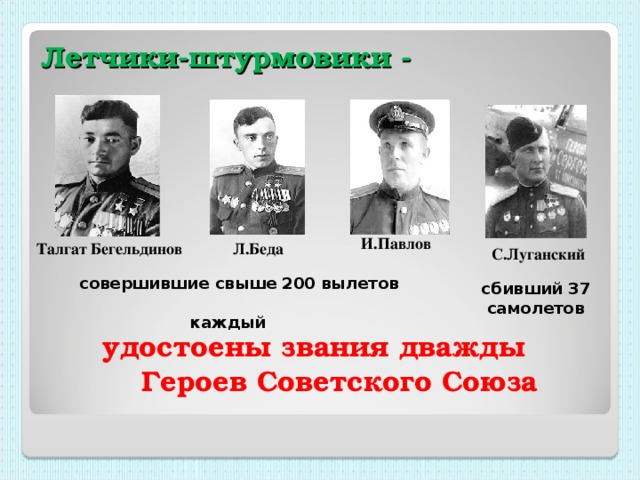 Летчики-штурмовики -
Талгат Бегельдинов
Л.Беда
И.Павлов
С.Луганский
совершившие свыше 200 вылетов
каждый
сбивший 37
самолетов
удостоены звания дважды
Героев Советского Союза